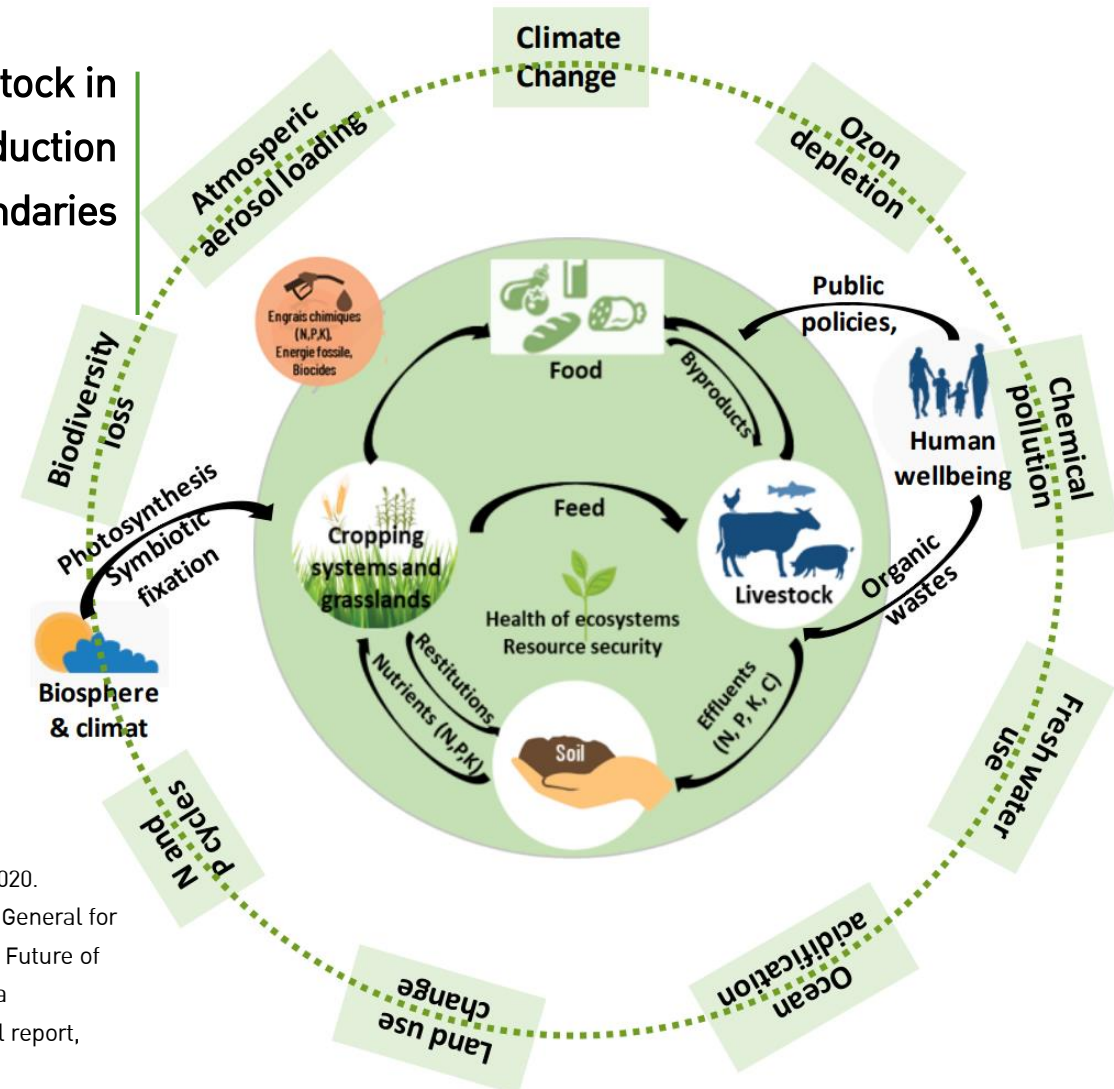 tock in
duction
ndaries
Climate
Change
Atmosperic
aerosol loading
Ozon
depletion
Biodiversity
loss
Engrais chimiques
(N,P,K),
Energie fossile,
Biocides
Food
Byproducts
Public
policies,
Human
wellbeing
Chemical
pollution
Photosynthesis
Symbiotic
fixation
Cropping
systems and
grasslands
Feed
Livestock
Organic
wastes
Health of ecosystems
Resource security
Biosphere
& climat
Restitutions
Nutrients (N,P,K)
Effluents
(N, P, K, C)
Soil
Fresh water
use
N and
P cycles
Ocean
acidification
Land use
change
020.
General for
Future of
a
l report,